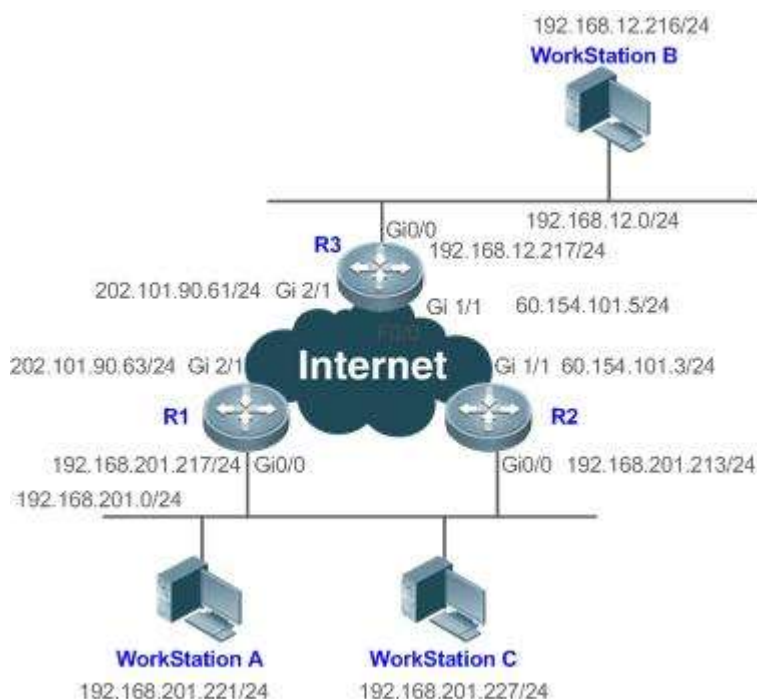 192.168.12.216/24
WorkStation B
192.168.12.0/24
Gi0/0
R3
192.168.12.217/24
202.101.90.61/24 Gi 2/1
Gi 1/1 60.154.101.5/24
Internet
202.101.90.63/24 Gi 2/1
Gi 1/1 60.154.101.3/24
R1
R2
192.168.201.217/24 Gi0/0
Gi0/0 192.168.201.213/24
192.168.201.0/24
WorkStation A
WorkStation C
192.168.201.221/24
192.168.201.227/24